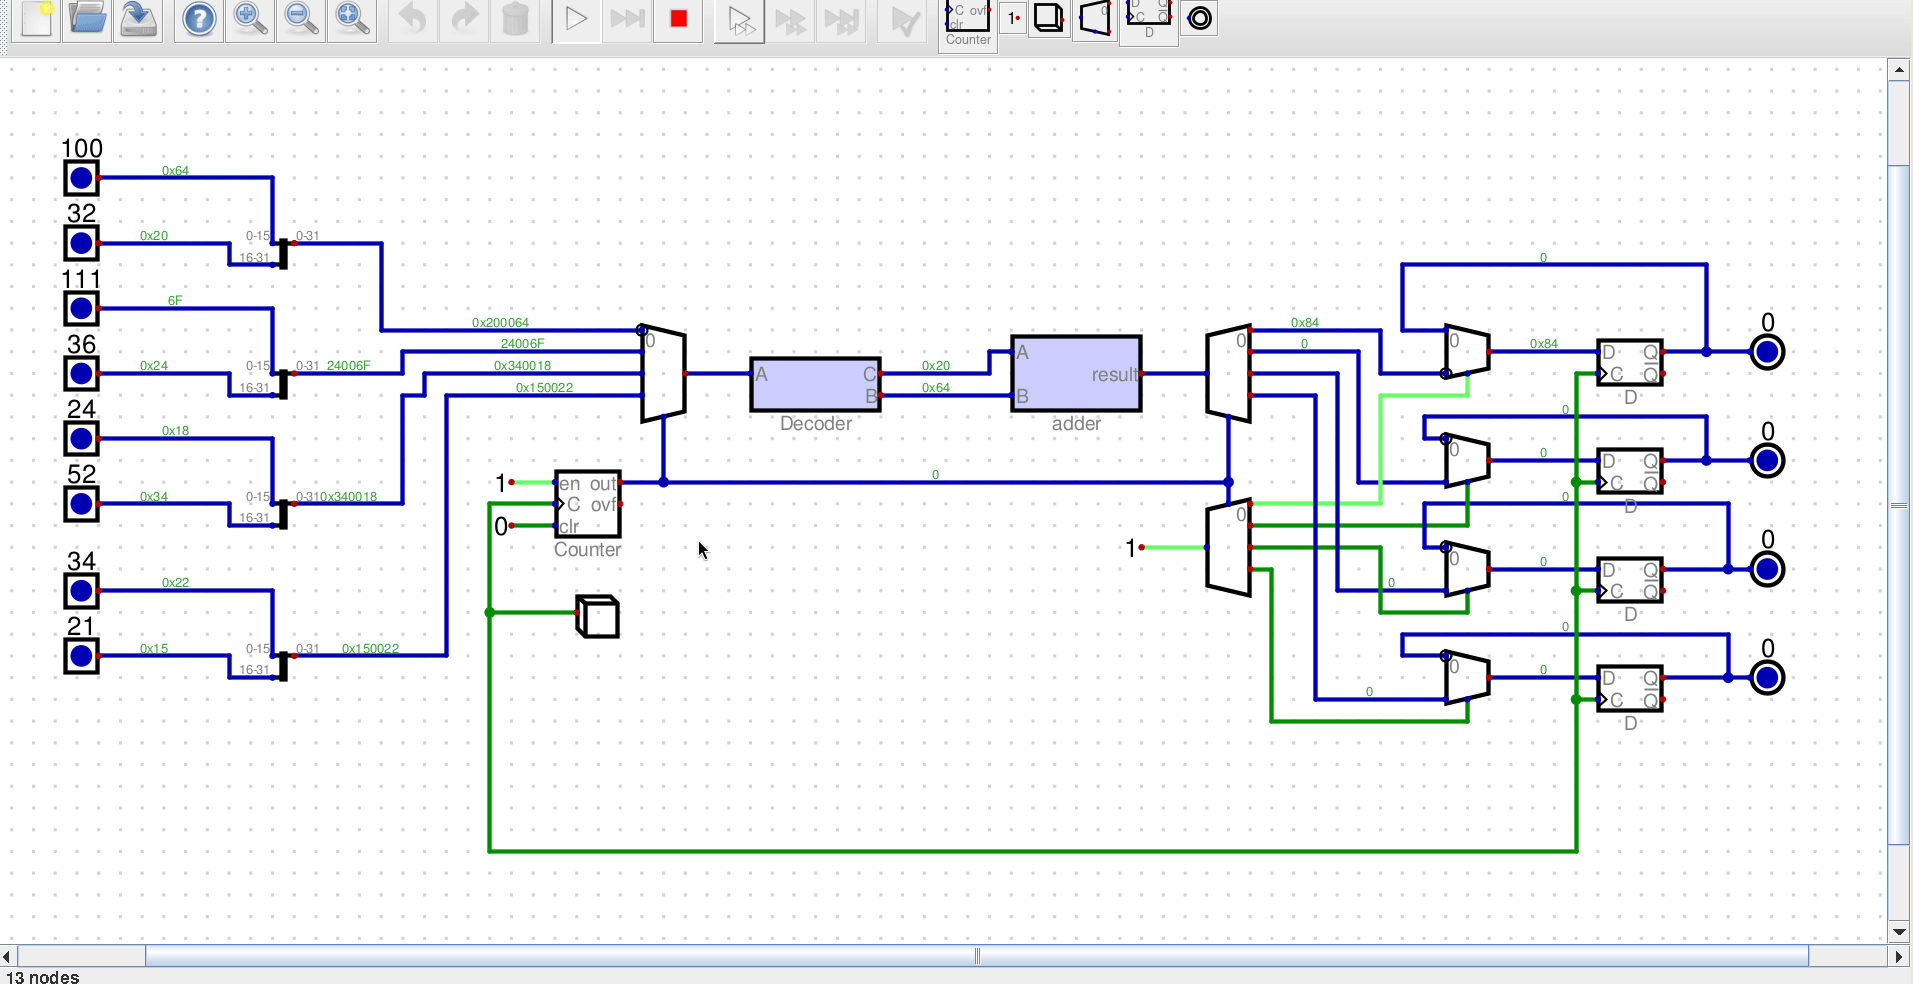 C ovf
clr
Counter
1
0
D Q
C Q
D
100
0x64
32
0x20
0-15
0-31
16-31
111
6F
36
0x24
0-15
0-31
24006F
16-31
24
0x18
52
0x34
0-15
0-31
0x340018
16-31
34
0x22
21
0x15
0-15
0-31
0x150022
16-31
0x200064
24006F
0x340018
0x150022
0
A
C
B
Decoder
0x20
0x64
A
B
result
adder
1
en out
C ovf
0
clr
Counter
0
0
0x84
0
0
1
0
0
0x84
D Q
C Q
D
0
0
0
0
D Q
C Q
D
0
0
0
0
0
D Q
C Q
D
0
0
0
0
0
D Q
C Q
D
0
13 nodes